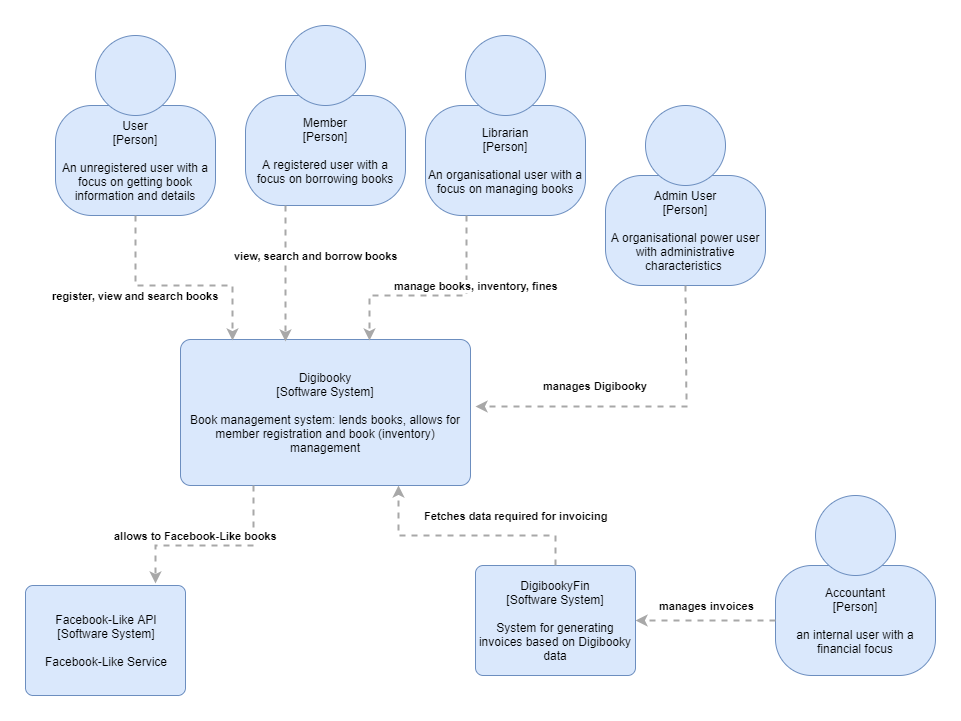 User
[Person]
An unregistered user with a
focus on getting book
information and details
Member
[Person]
A registered user with a
focus on borrowing books
Librarian
[Person]
An organisational user with a
focus on managing books
Admin User
[Person]
A organisational power user
with administrative
characteristics
view, search and borrow books
register, view and search books
manage books, inventory, fines
manages Digibooky
Digibooky
[Software System]
Book management system: lends books, allows for
member registration and book (inventory)
management
allows to Facebook-Like books
Fetches data required for invoicing
Facebook-Like API
[Software System]
Facebook-Like Service
DigibookyFin
[Software System]
System for generating
invoices based on Digibooky
data
manages invoices
Accountant
[Person]
an internal user with a
financial focus